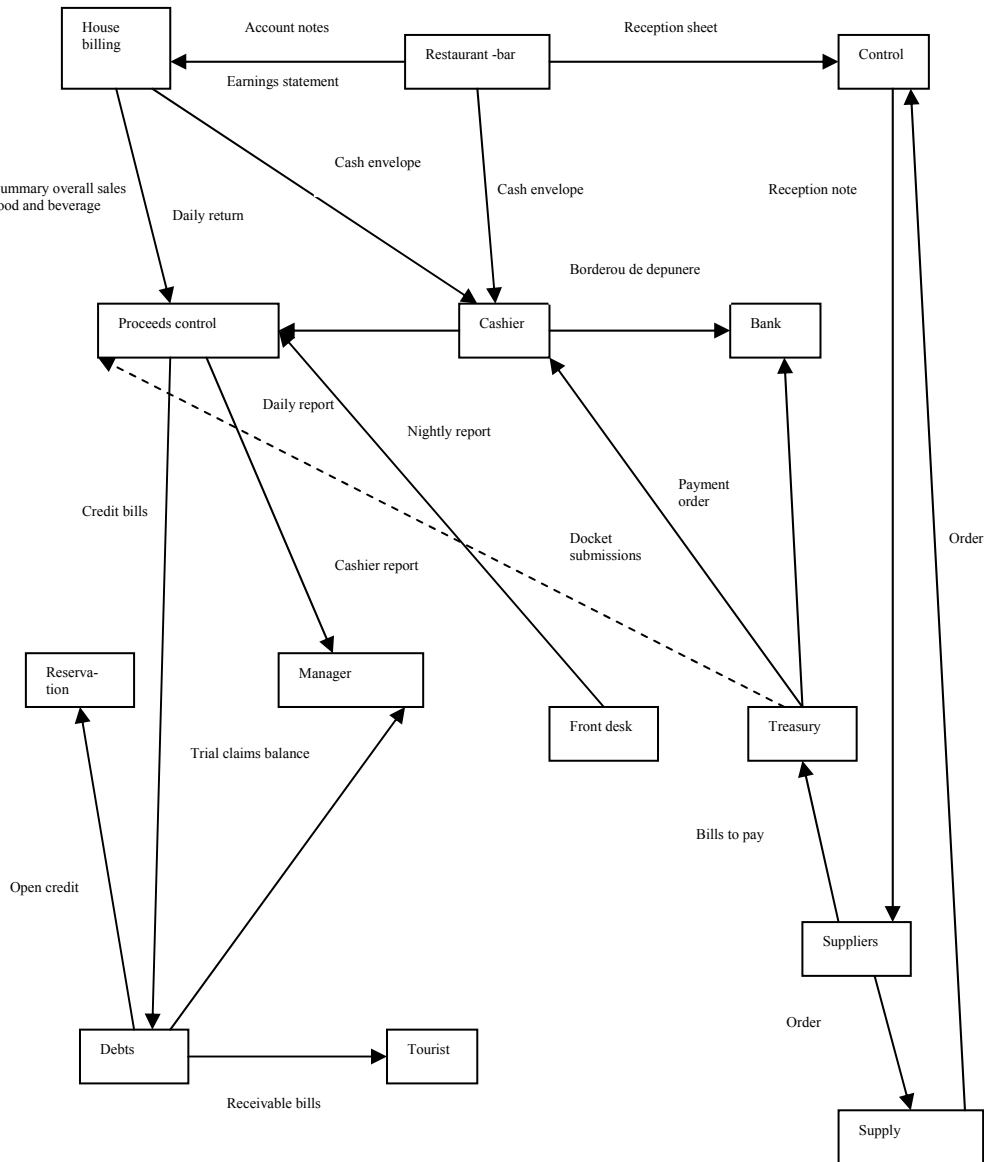 House
billing
Account notes
Restaurant -bar
Reception sheet
Control
Earnings statement
Cash envelope
Cash envelope
Reception note
ummary overall sales
ood and beverage
Daily return
Borderou de depunere
Proceeds control
Cashier
Bank
Daily report
Nightly report
Payment
order
Credit bills
Docket
submissions
Order
Cashier report
Reserva-
tion
Manager
Front desk
Treasury
Trial claims balance
Bills to pay
Open credit
Suppliers
Order
Debts
Tourist
Receivable bills
Supply